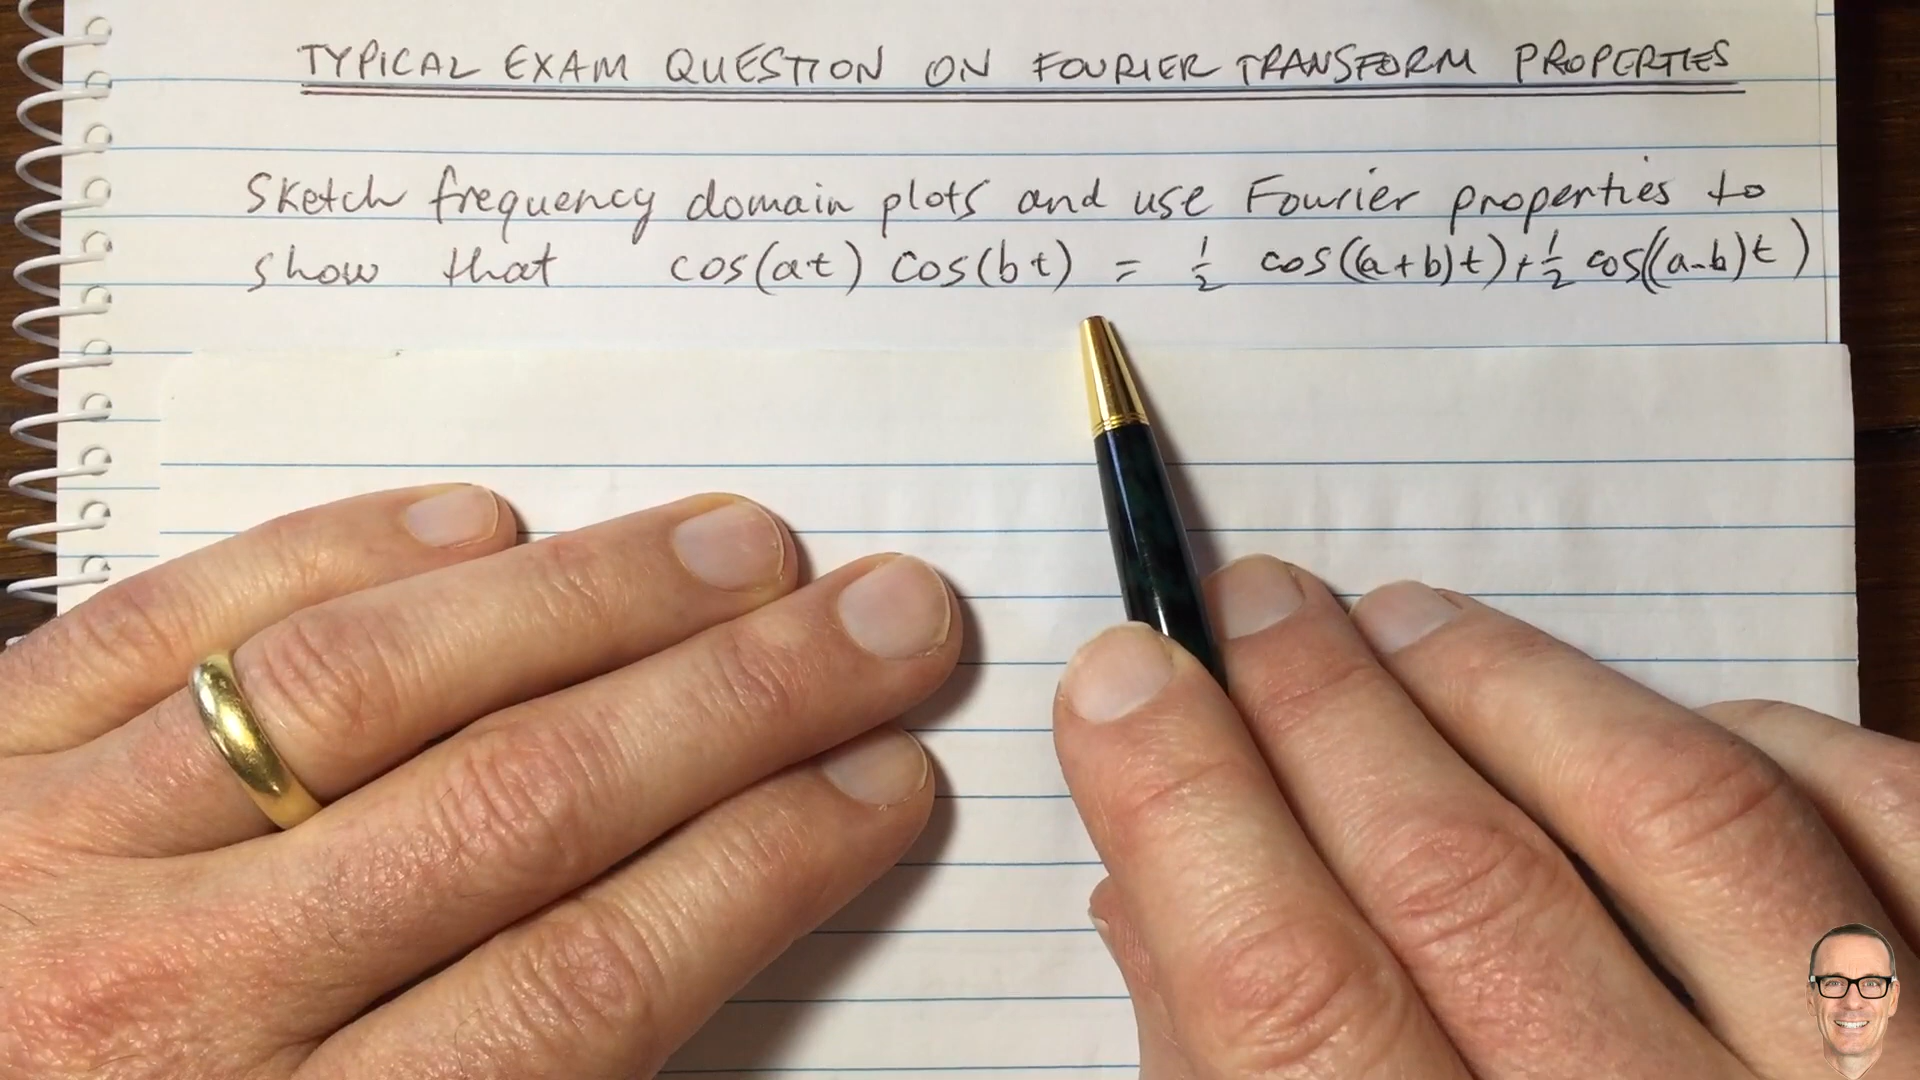 TYPICAL EXAM QUESTION ON FOURIER TRANSFORM PROPERTIES
Sketch frequency domain plots and use Fourier properties to
show that cos(at) cos(bt) = 1/2 cos((a+b)t) + 1/2 cos((a-b)t)